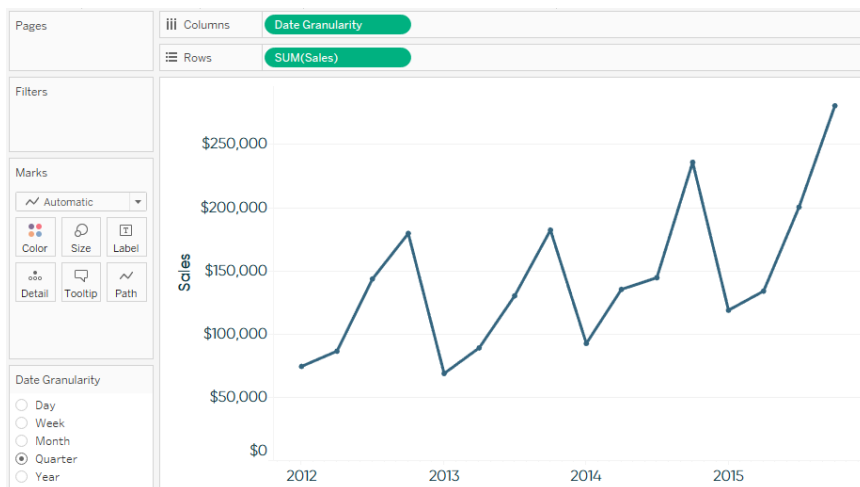 Pages
Columns
Date Granularity
Rows
SUM(Sales)
Filters
Marks
Automatic
Color
Size
Label
Detail
Tooltip
Path
Date Granularity
Day
Week
Month
Quarter
Year
Sales
$250,000
$200,000
$150,000
$100,000
$50,000
$0
2012 2013 2014 2015